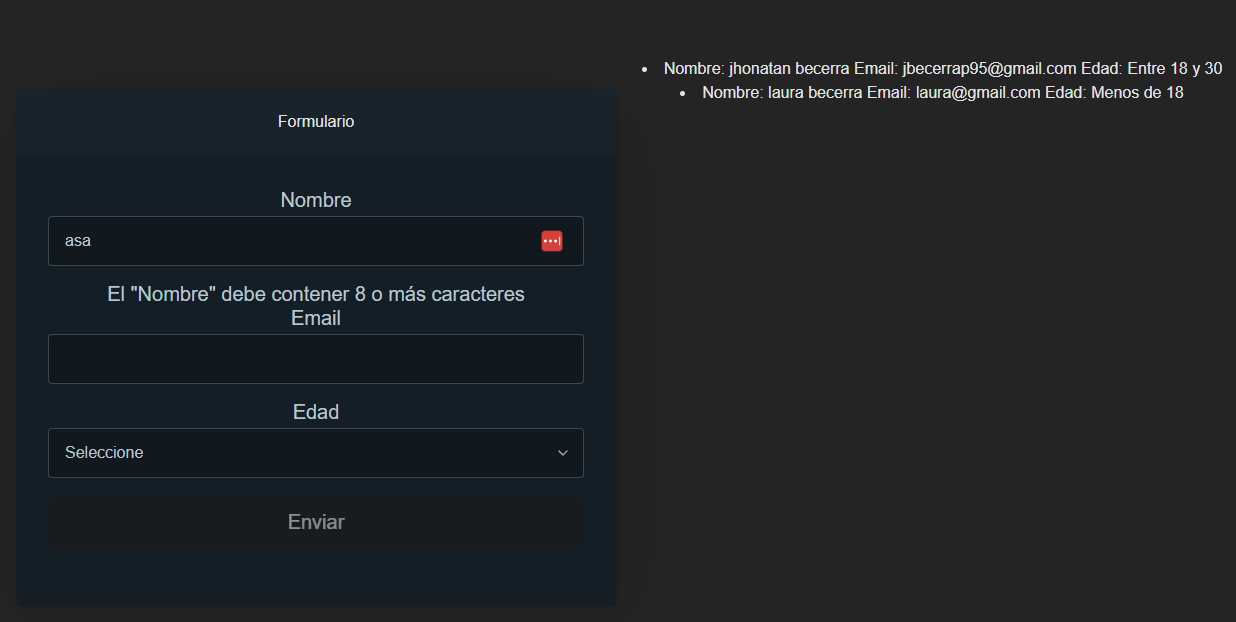 Nombre: jhonatan becerra Email: jbecerrap95@gmail.com Edad: Entre 18 y 30
Nombre: laura becerra Email: laura@gmail.com Edad: Menos de 18
Formulario
Nombre
asa
El "Nombre" debe contener 8 o más caracteres
Email
Edad
Seleccione
Enviar